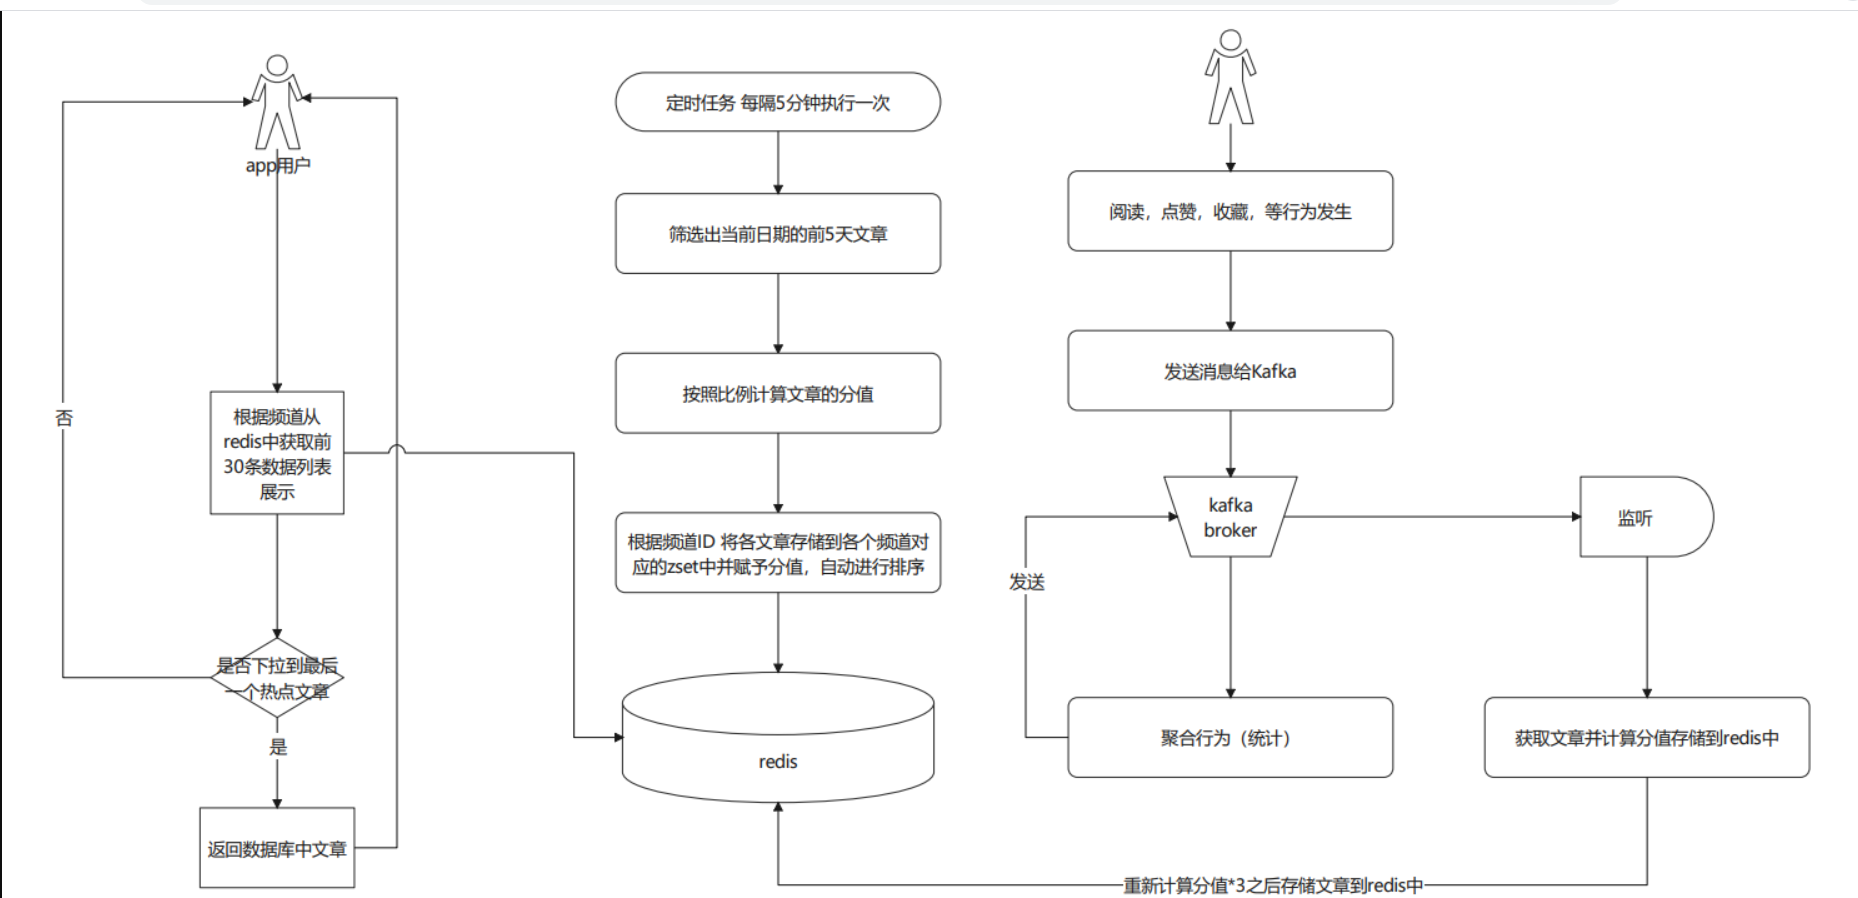 app用户
否
根据频道从
redis中获取前
30条数据列表
展示
是否下拉到最后
一个热点文章
是
返回数据库中文章
定时任务 每隔5分钟执行一次
筛选出当前日期的前5天文章
按照比例计算文章的分值
根据频道ID 将各文章存储到各个频道对
应的zset中并赋予分值，自动进行排序
redis
阅读，点赞，收藏，等行为发生
发送消息给Kafka
kafka
broker
监听
发送
聚合行为（统计）
获取文章并计算分值存储到redis中
重新计算分值*3之后存储文章到redis中